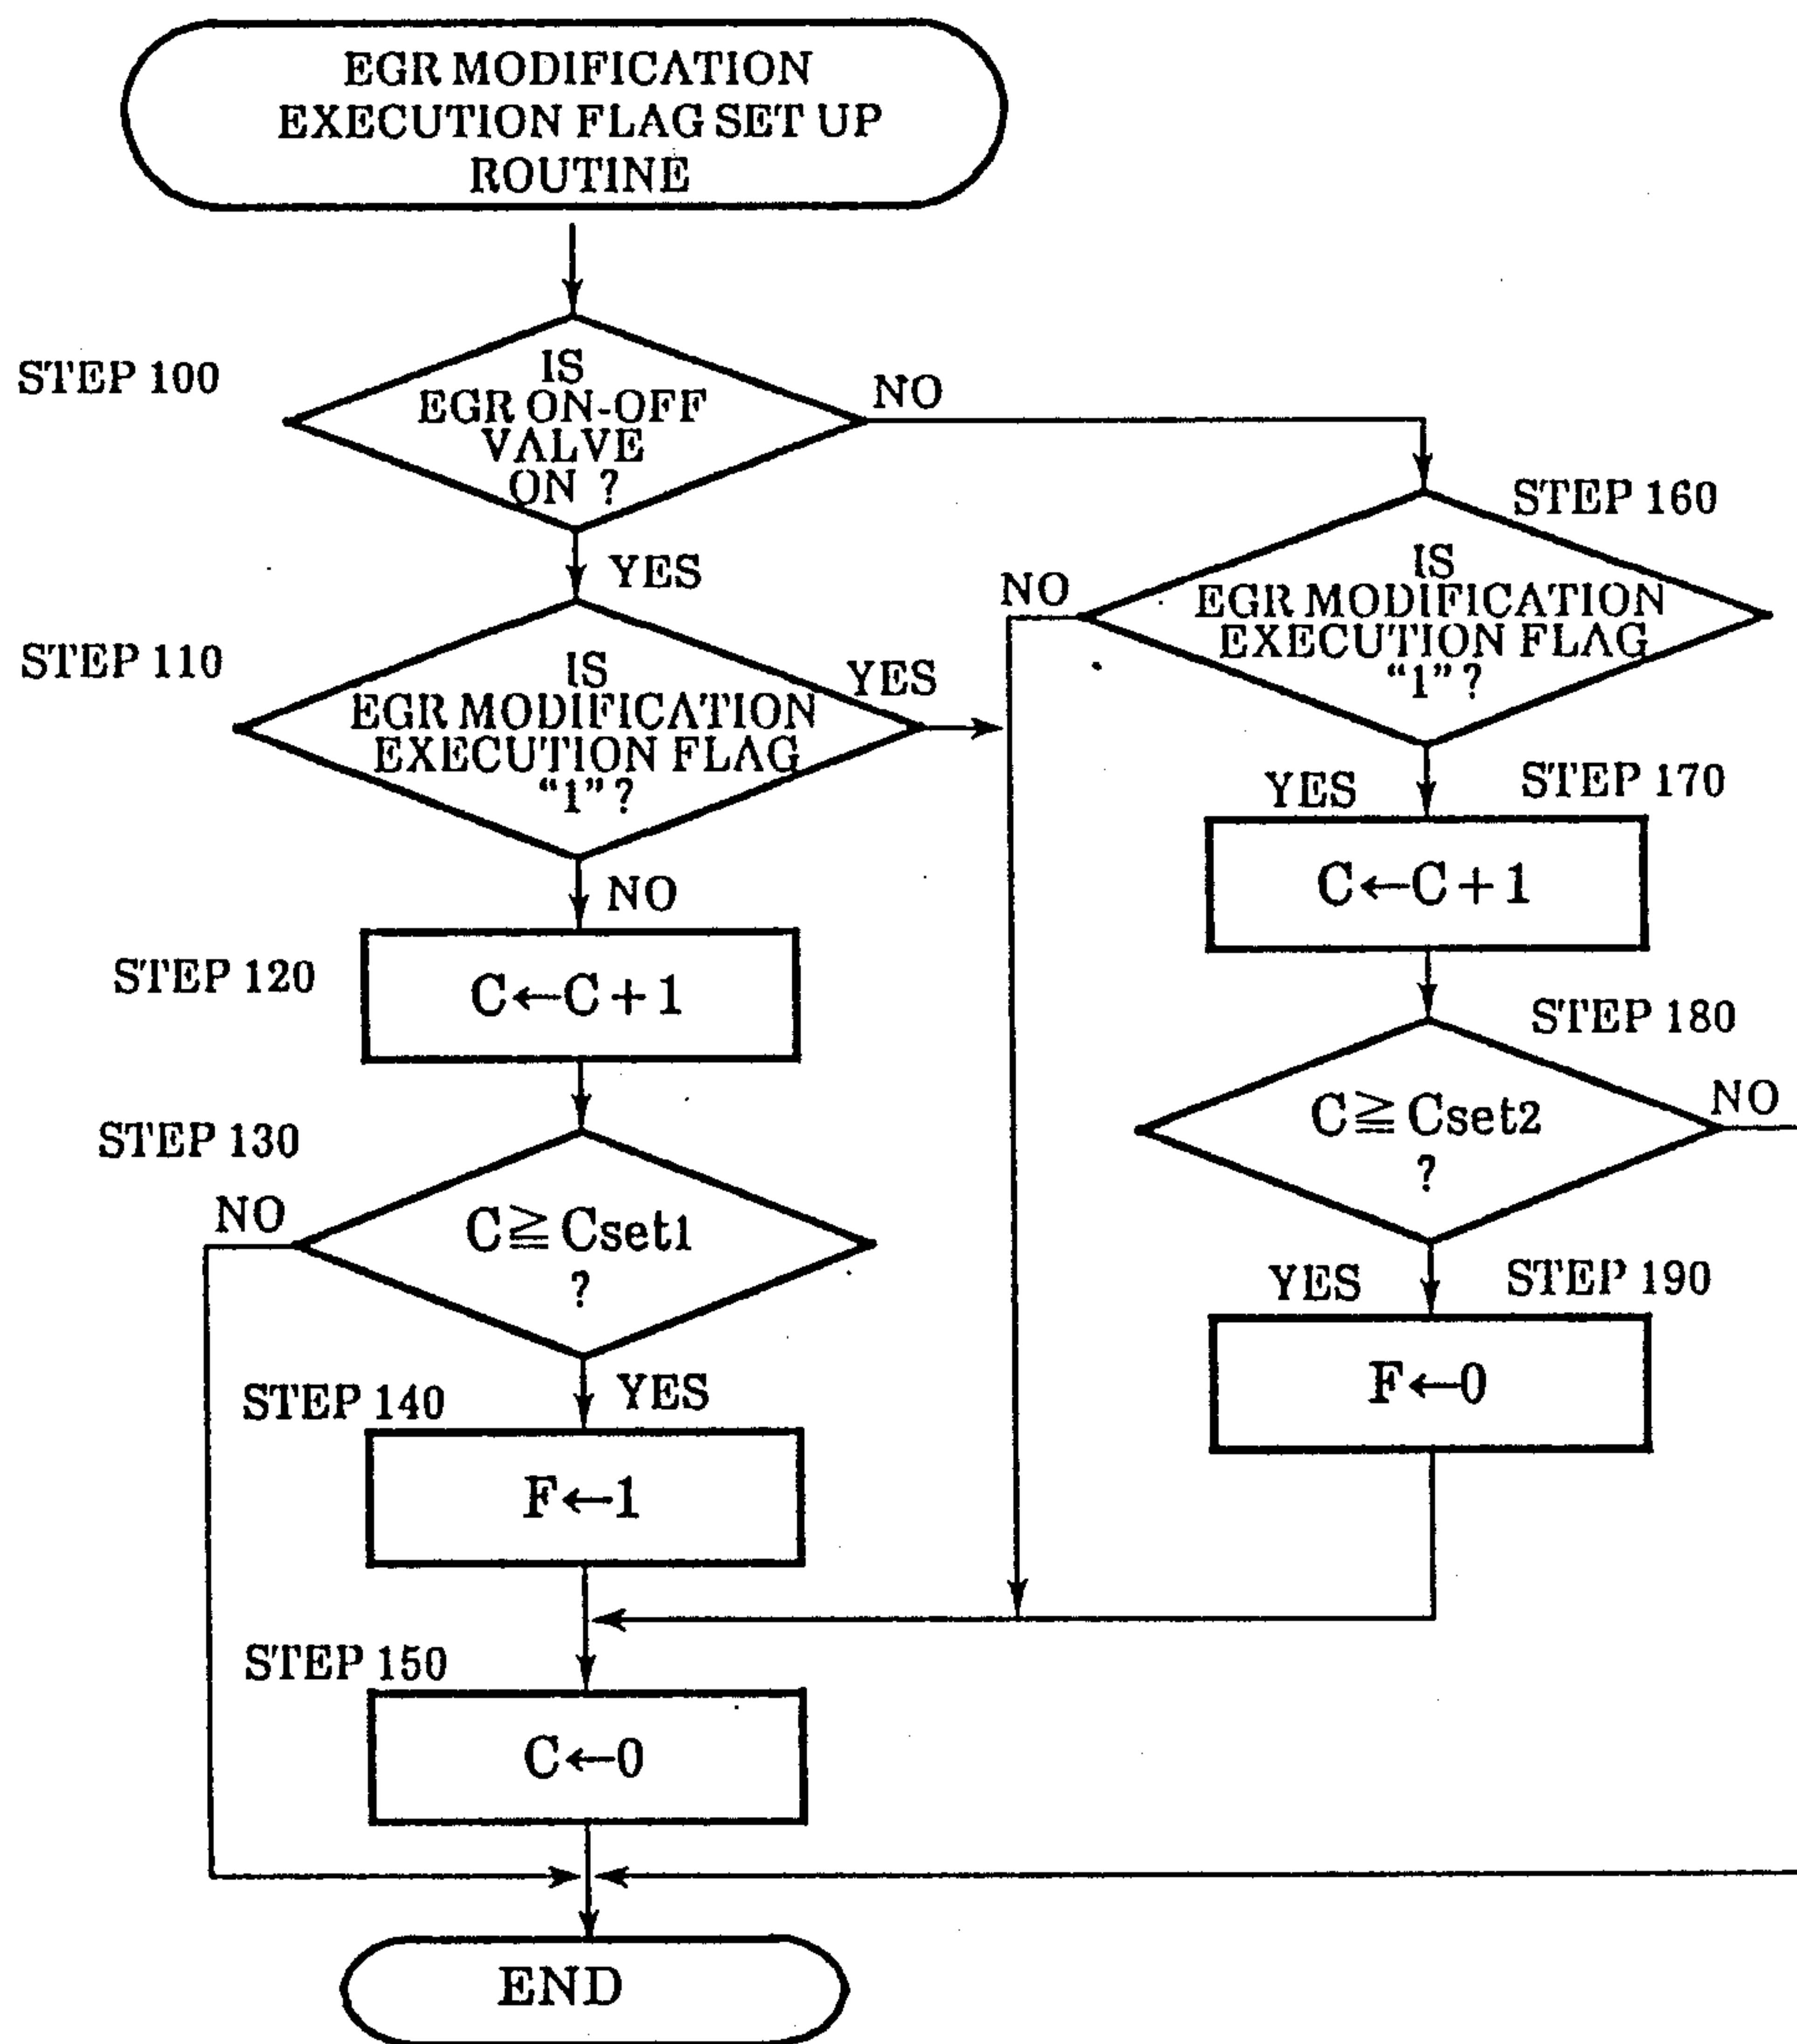 EGR MODIFICATION
EXECUTION FLAG SET UP
ROUTINE
STEP 100
IS
EGR ON-OFF
VALVE
ON ?
NO
YES
STEP 110
IS
EGR MODIFICATION
EXECUTION FLAG
“1” ?
YES
NO
STEP 120
C←C+1
STEP 130
C≧Cset1
?
NO
YES
STEP 140
F←1
STEP 150
C←0
END
STEP 160
IS
EGR MODIFICATION
EXECUTION FLAG
“1” ?
NO
YES
STEP 170
C←C+1
STEP 180
C≧Cset2
?
NO
YES
STEP 190
F←0